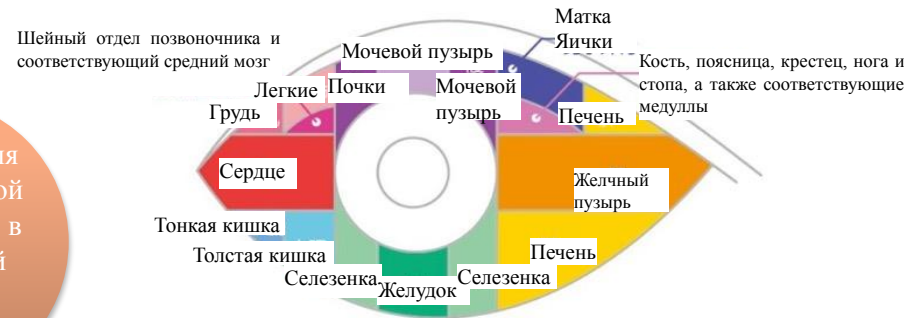 Матка
Яички
Шейный отдел позвоночника и
соответствующий средний мозг
Мочевой пузырь
Кость, поясница, крестец, нога и
стопа, а также соответствующие
медуллы
Легкие
Почки
Мочевой
пузырь
Грудь
Печень
Сердце
Желчный
пузырь
Тонкая кишка
Толстая кишка
Печень
Селезенка
Желудок
Селезенка
в